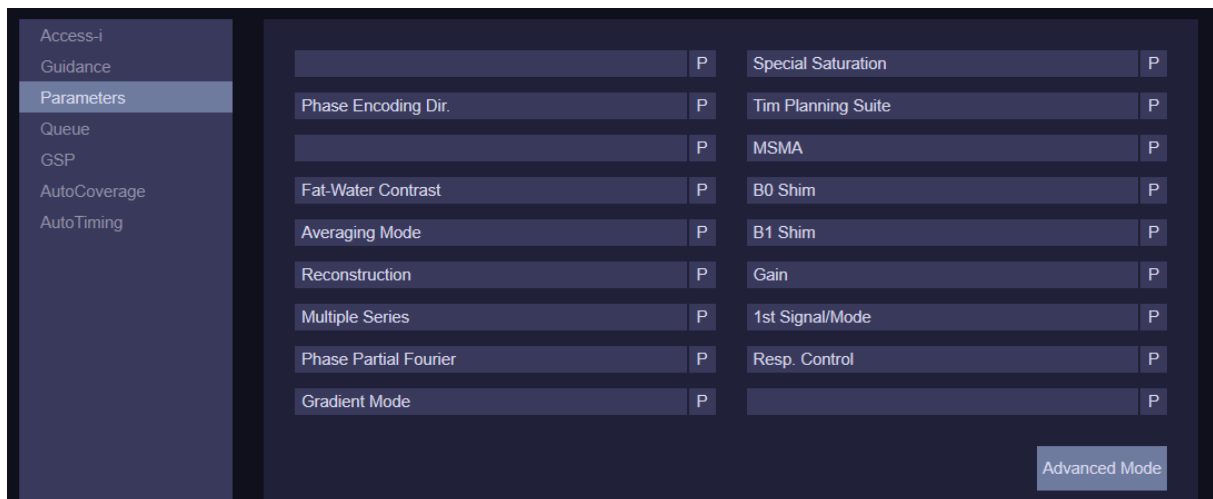 Access-i
Guidance
Parameters
Queue
GSP
AutoCoverage
AutoTiming
P
Phase Encoding Dir. P
P
Fat-Water Contrast P
Averaging Mode P
Reconstruction P
Multiple Series P
Phase Partial Fourier P
Gradient Mode P
Special Saturation P
Tim Planning Suite P
MSMA P
B0 Shim P
B1 Shim P
Gain P
1st Signal/Mode P
Resp. Control P
P
Advanced Mode